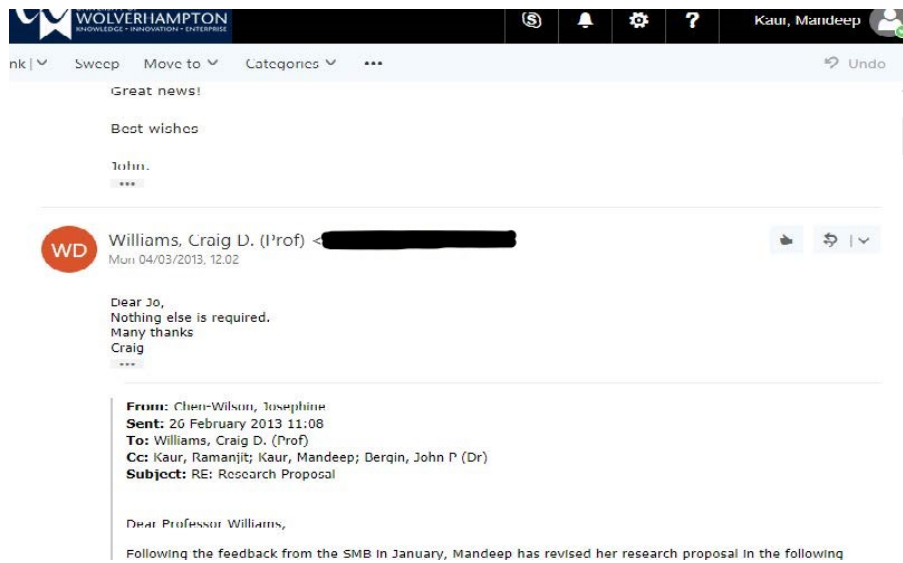 WOLVERHAMPTON
KNOWLEDGE • INNOVATION • ENTERPRISE
Kaur, Mandeep
nk | Sweep Move to Categories ••• Undo
Great news!
Best wishes
John.
•••
WD
Williams, Craig D. (Prof) <
Mon 04/03/2013, 12:02
Dear Jo,
Nothing else is required.
Many thanks
Craig
•••
From: Chen-Wilson, Josephine
Sent: 26 February 2013 11:08
To: Williams, Craig D. (Prof)
Cc: Kaur, Ramanjit; Kaur, Mandeep; Bergin, John P (Dr)
Subject: RE: Research Proposal
Dear Professor Williams,
Following the feedback from the SMB in January, Mandeep has revised her research proposal in the following